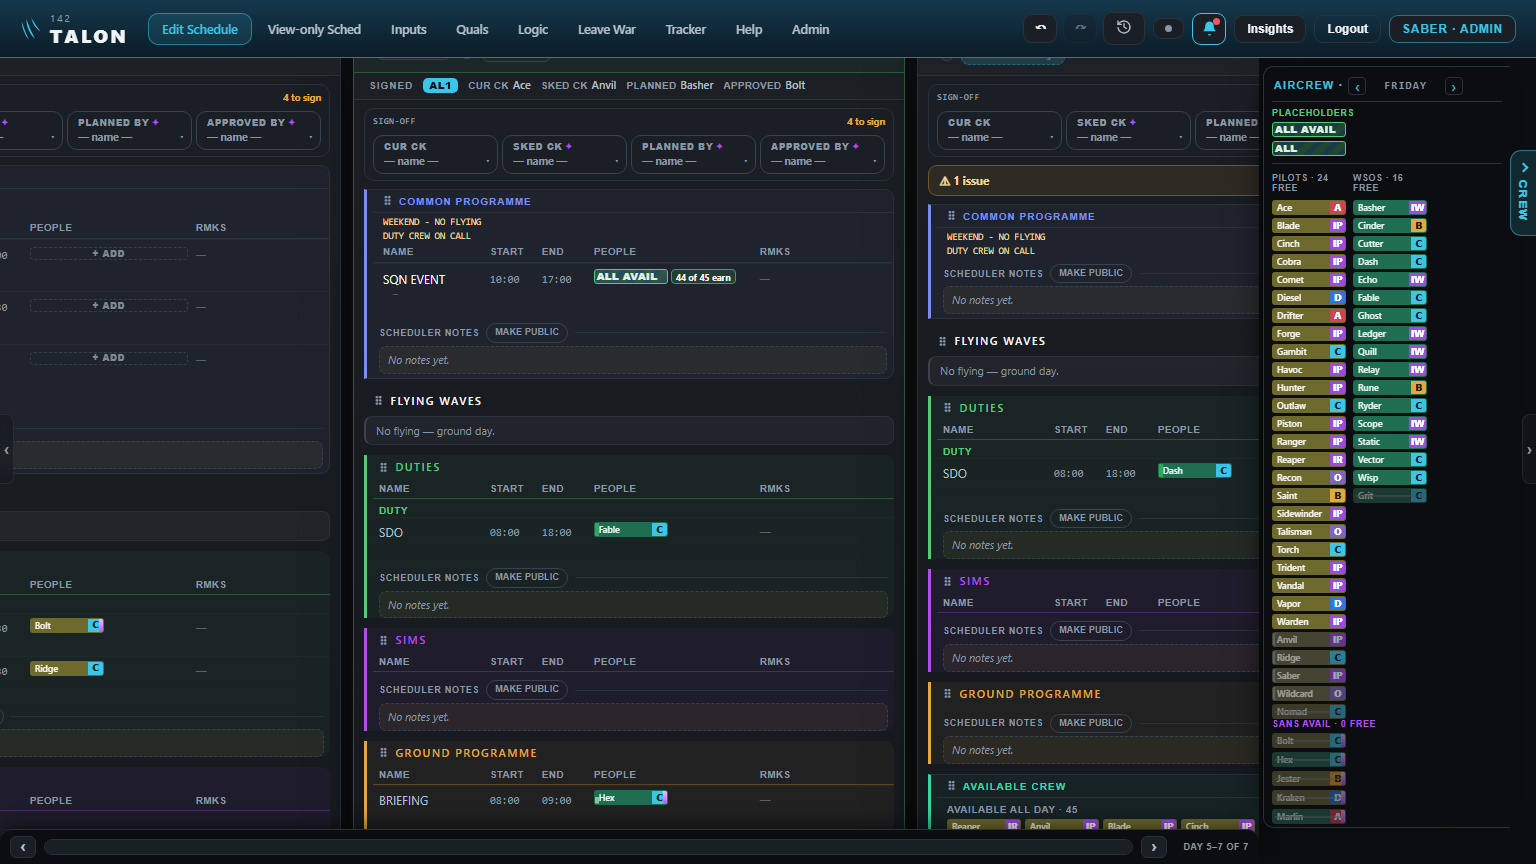 142
TALON
Edit Schedule
View-only Sched
Inputs
Quals
Logic
Leave War
Tracker
Help
Admin
Insights
Logout
SABER · ADMIN
4 to sign
PLANNED BY ✦
— name —
APPROVED BY ✦
— name —
PEOPLE RMKS
+ ADD —
+ ADD —
+ ADD —
PEOPLE RMKS
Bolt C —
Ridge C —
PEOPLE RMKS
SIGNED AL1 CUR CK Ace SKED CK Anvil PLANNED Basher APPROVED Bolt
SIGN-OFF 4 to sign
CUR CK
— name —
SKED CK ✦
— name —
PLANNED BY ✦
— name —
APPROVED BY ✦
— name —
COMMON PROGRAMME
WEEKEND - NO FLYING
DUTY CREW ON CALL
NAME START END PEOPLE RMKS
SQN EVENT 10:00 17:00 ALL AVAIL 44 of 45 earn —
—
SCHEDULER NOTES MAKE PUBLIC
No notes yet.
FLYING WAVES
No flying — ground day.
DUTIES
NAME START END PEOPLE RMKS
DUTY
SDO 08:00 18:00 Fable C —
SCHEDULER NOTES MAKE PUBLIC
No notes yet.
SIMS
NAME START END PEOPLE RMKS
SCHEDULER NOTES MAKE PUBLIC
No notes yet.
GROUND PROGRAMME
NAME START END PEOPLE RMKS
BRIEFING 08:00 09:00 Hex C —
SIGN-OFF
CUR CK
— name —
SKED CK ✦
— name —
PLANNED
— name —
⚠ 1 issue
COMMON PROGRAMME
WEEKEND - NO FLYING
DUTY CREW ON CALL
SCHEDULER NOTES MAKE PUBLIC
No notes yet.
FLYING WAVES
No flying — ground day.
DUTIES
NAME START END PEOPLE
DUTY
SDO 08:00 18:00 Dash C
SCHEDULER NOTES MAKE PUBLIC
No notes yet.
SIMS
NAME START END PEOPLE
SCHEDULER NOTES MAKE PUBLIC
No notes yet.
GROUND PROGRAMME
SCHEDULER NOTES MAKE PUBLIC
No notes yet.
AVAILABLE CREW
AVAILABLE ALL DAY · 45
Reaper IR Anvil IP Blade IP Cinch IP
AIRCREW · ‹ FRIDAY ›
PLACEHOLDERS
ALL AVAIL
ALL
PILOTS · 24 FREE
Ace A
Blade IP
Cinch IP
Cobra IP
Comet IP
Diesel D
Drifter A
Forge IP
Gambit C
Havoc IP
Hunter IP
Outlaw C
Piston IP
Ranger IP
Reaper IR
Recon O
Saint B
Sidewinder IP
Talisman O
Torch C
Trident IP
Vandal IP
Vapor D
Warden IP
Anvil IP
Ridge C
Saber IP
Wildcard O
Nomad C
WSOS · 16 FREE
Basher IW
Cinder B
Cutter C
Dash C
Echo IW
Fable C
Ghost C
Ledger IW
Quill IW
Relay IW
Rune B
Ryder C
Scope IW
Static IW
Vector C
Wisp C
Grit C
SANS AVAIL · 0 FREE
Bolt C
Hex C
Jester B
Kraken D
Marlin A
CREW
DAY 5–7 OF 7